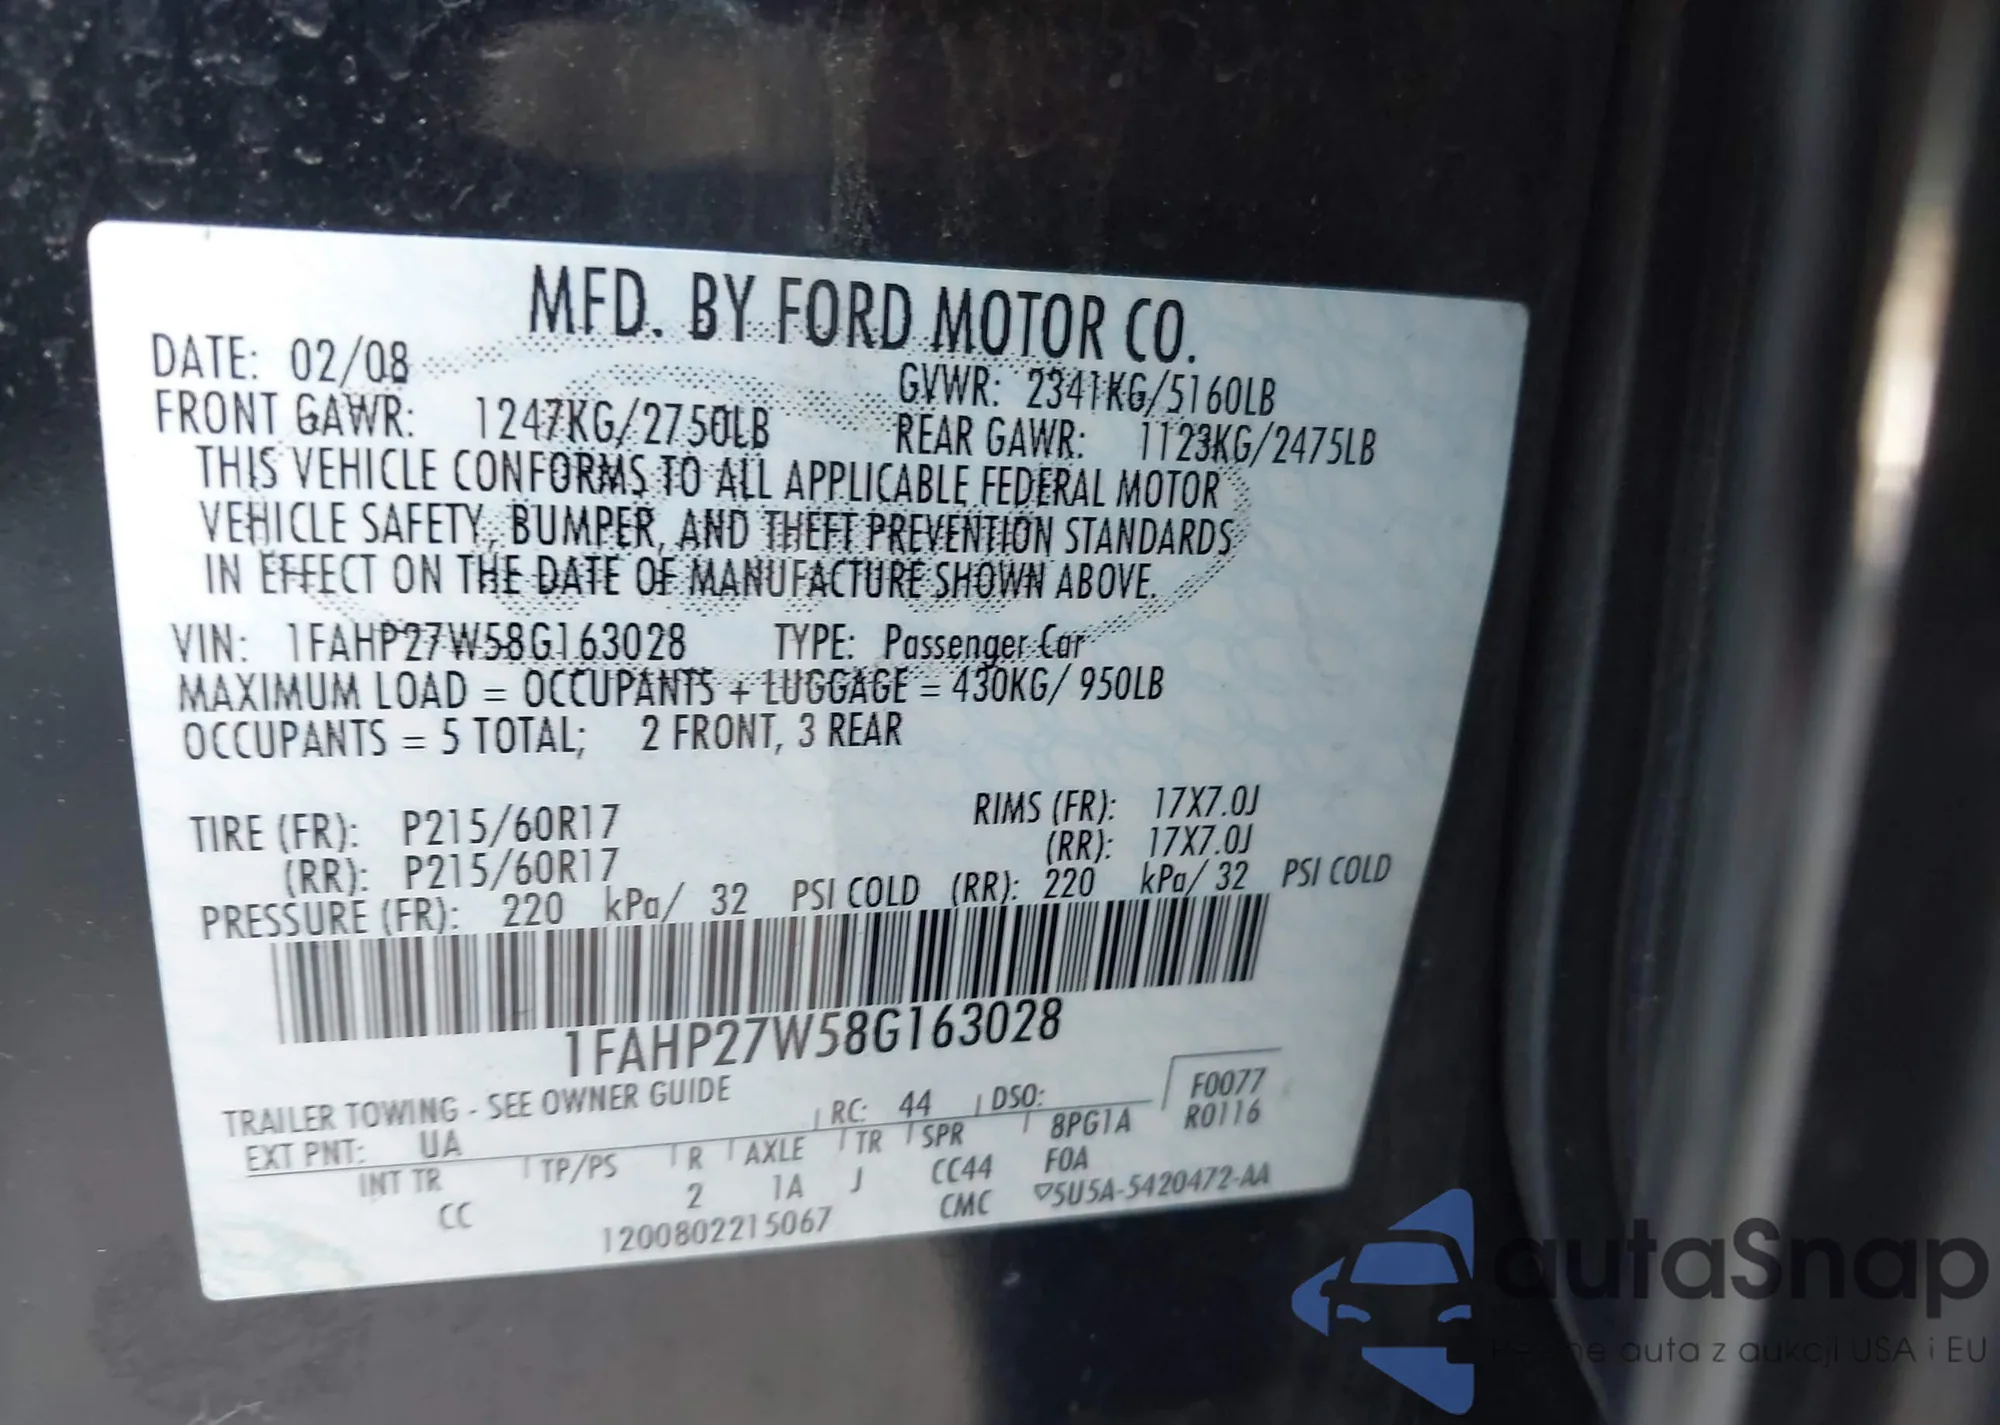 MFD. BY FORD MOTOR CO.
DATE: 02/08 GVWR: 2341KG/5160LB
FRONT GAWR: 1247KG/2750LB REAR GAWR: 1123KG/2475LB
THIS VEHICLE CONFORMS TO ALL APPLICABLE FEDERAL MOTOR
VEHICLE SAFETY, BUMPER, AND THEFT PREVENTION STANDARDS
IN EFFECT ON THE DATE OF MANUFACTURE SHOWN ABOVE.
VIN: 1FAHP27W58G163028 TYPE: Passenger Car
MAXIMUM LOAD = OCCUPANTS + LUGGAGE = 430KG/ 950LB
OCCUPANTS = 5 TOTAL; 2 FRONT, 3 REAR
TIRE (FR): P215/60R17 RIMS (FR): 17X7.0J
(RR): P215/60R17 (RR): 17X7.0J
PRESSURE (FR): 220 kPa/ 32 PSI COLD (RR): 220 kPa/ 32 PSI COLD
1FAHP27W58G163028
TRAILER TOWING - SEE OWNER GUIDE
EXT PNT: UA RC: 44 DSO: F0077
R0116
INT TR TP/PS R AXLE TR SPR 8PG1A
CC 2 1A J CC44 F0A
1200802215067 CMC ▽5U5A-5420472-AA
autaSnap
auta z aukcji USA i EU